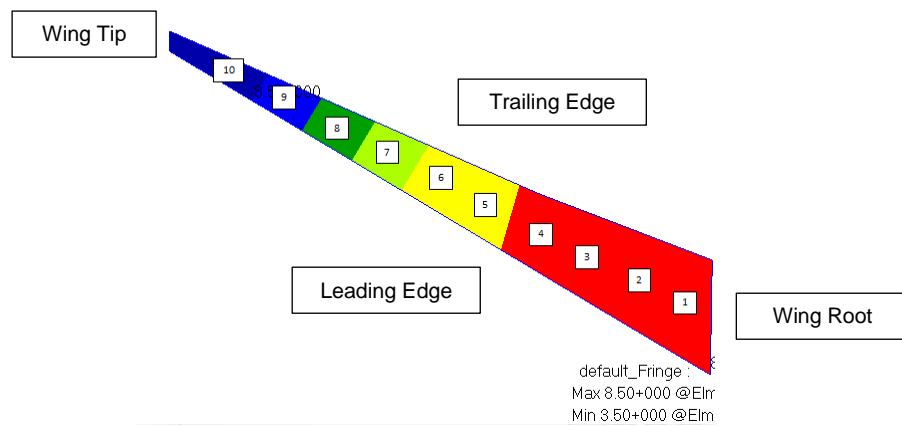 Wing Tip
10
000
9
Trailing Edge
8
7
6
5
4
3
2
1
Leading Edge
Wing Root
default_Fringe :
Max 8.50+000 @Elm
Min 3.50+000 @Elm